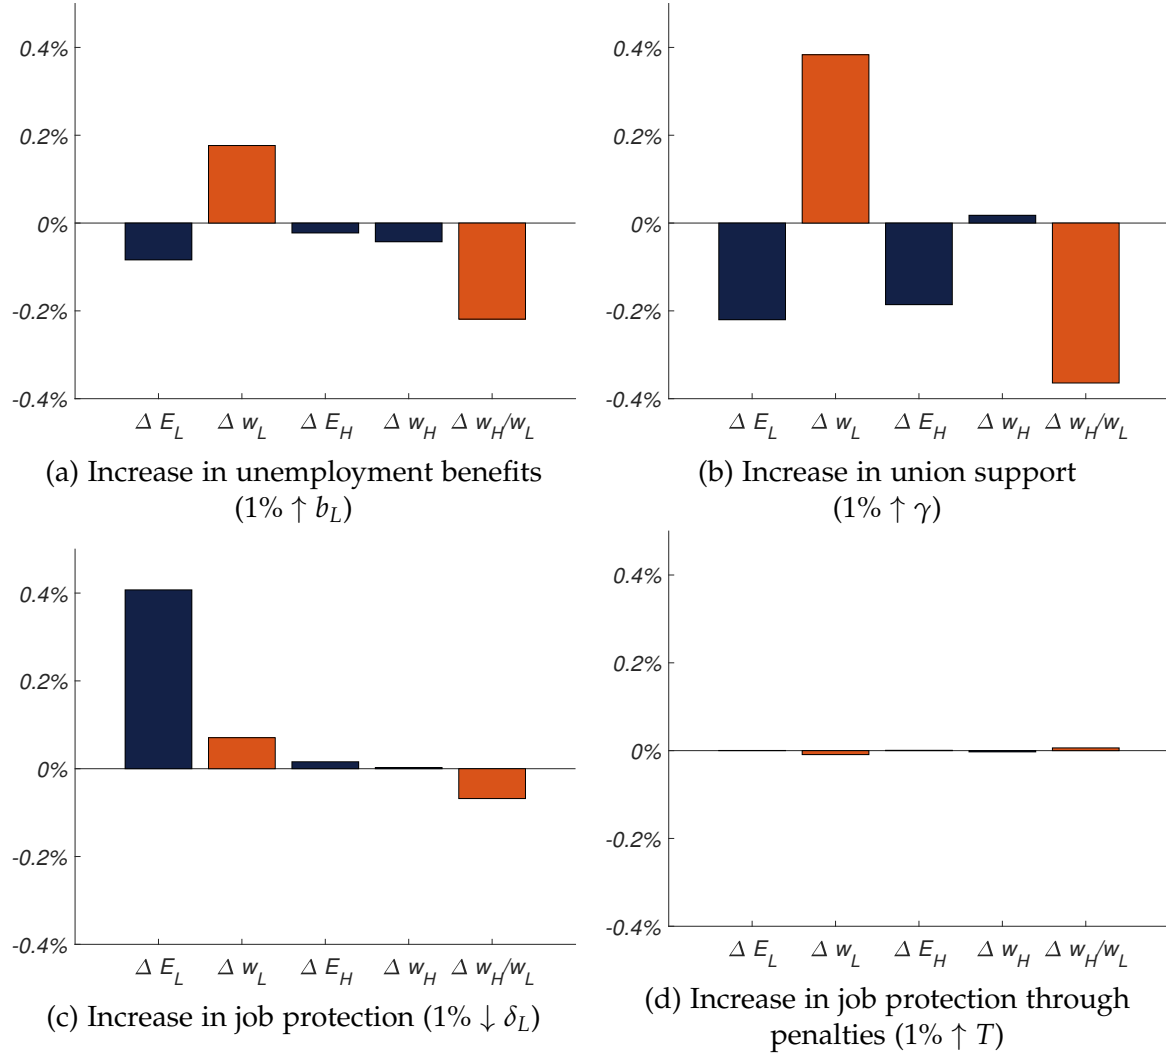 0.4%
0.2%
0%
-0.2%
-0.4%
Δ E_L Δ w_L Δ E_H Δ w_H Δ w_H/w_L
(a) Increase in unemployment benefits
(1% ↑ b_L)
0.4%
0.2%
0%
-0.2%
-0.4%
Δ E_L Δ w_L Δ E_H Δ w_H Δ w_H/w_L
(b) Increase in union support
(1% ↑ γ)
0.4%
0.2%
0%
-0.2%
-0.4%
Δ E_L Δ w_L Δ E_H Δ w_H Δ w_H/w_L
(c) Increase in job protection (1% ↓ δ_L)
0.4%
0.2%
0%
-0.2%
-0.4%
Δ E_L Δ w_L Δ E_H Δ w_H Δ w_H/w_L
(d) Increase in job protection through
penalties (1% ↑ T)